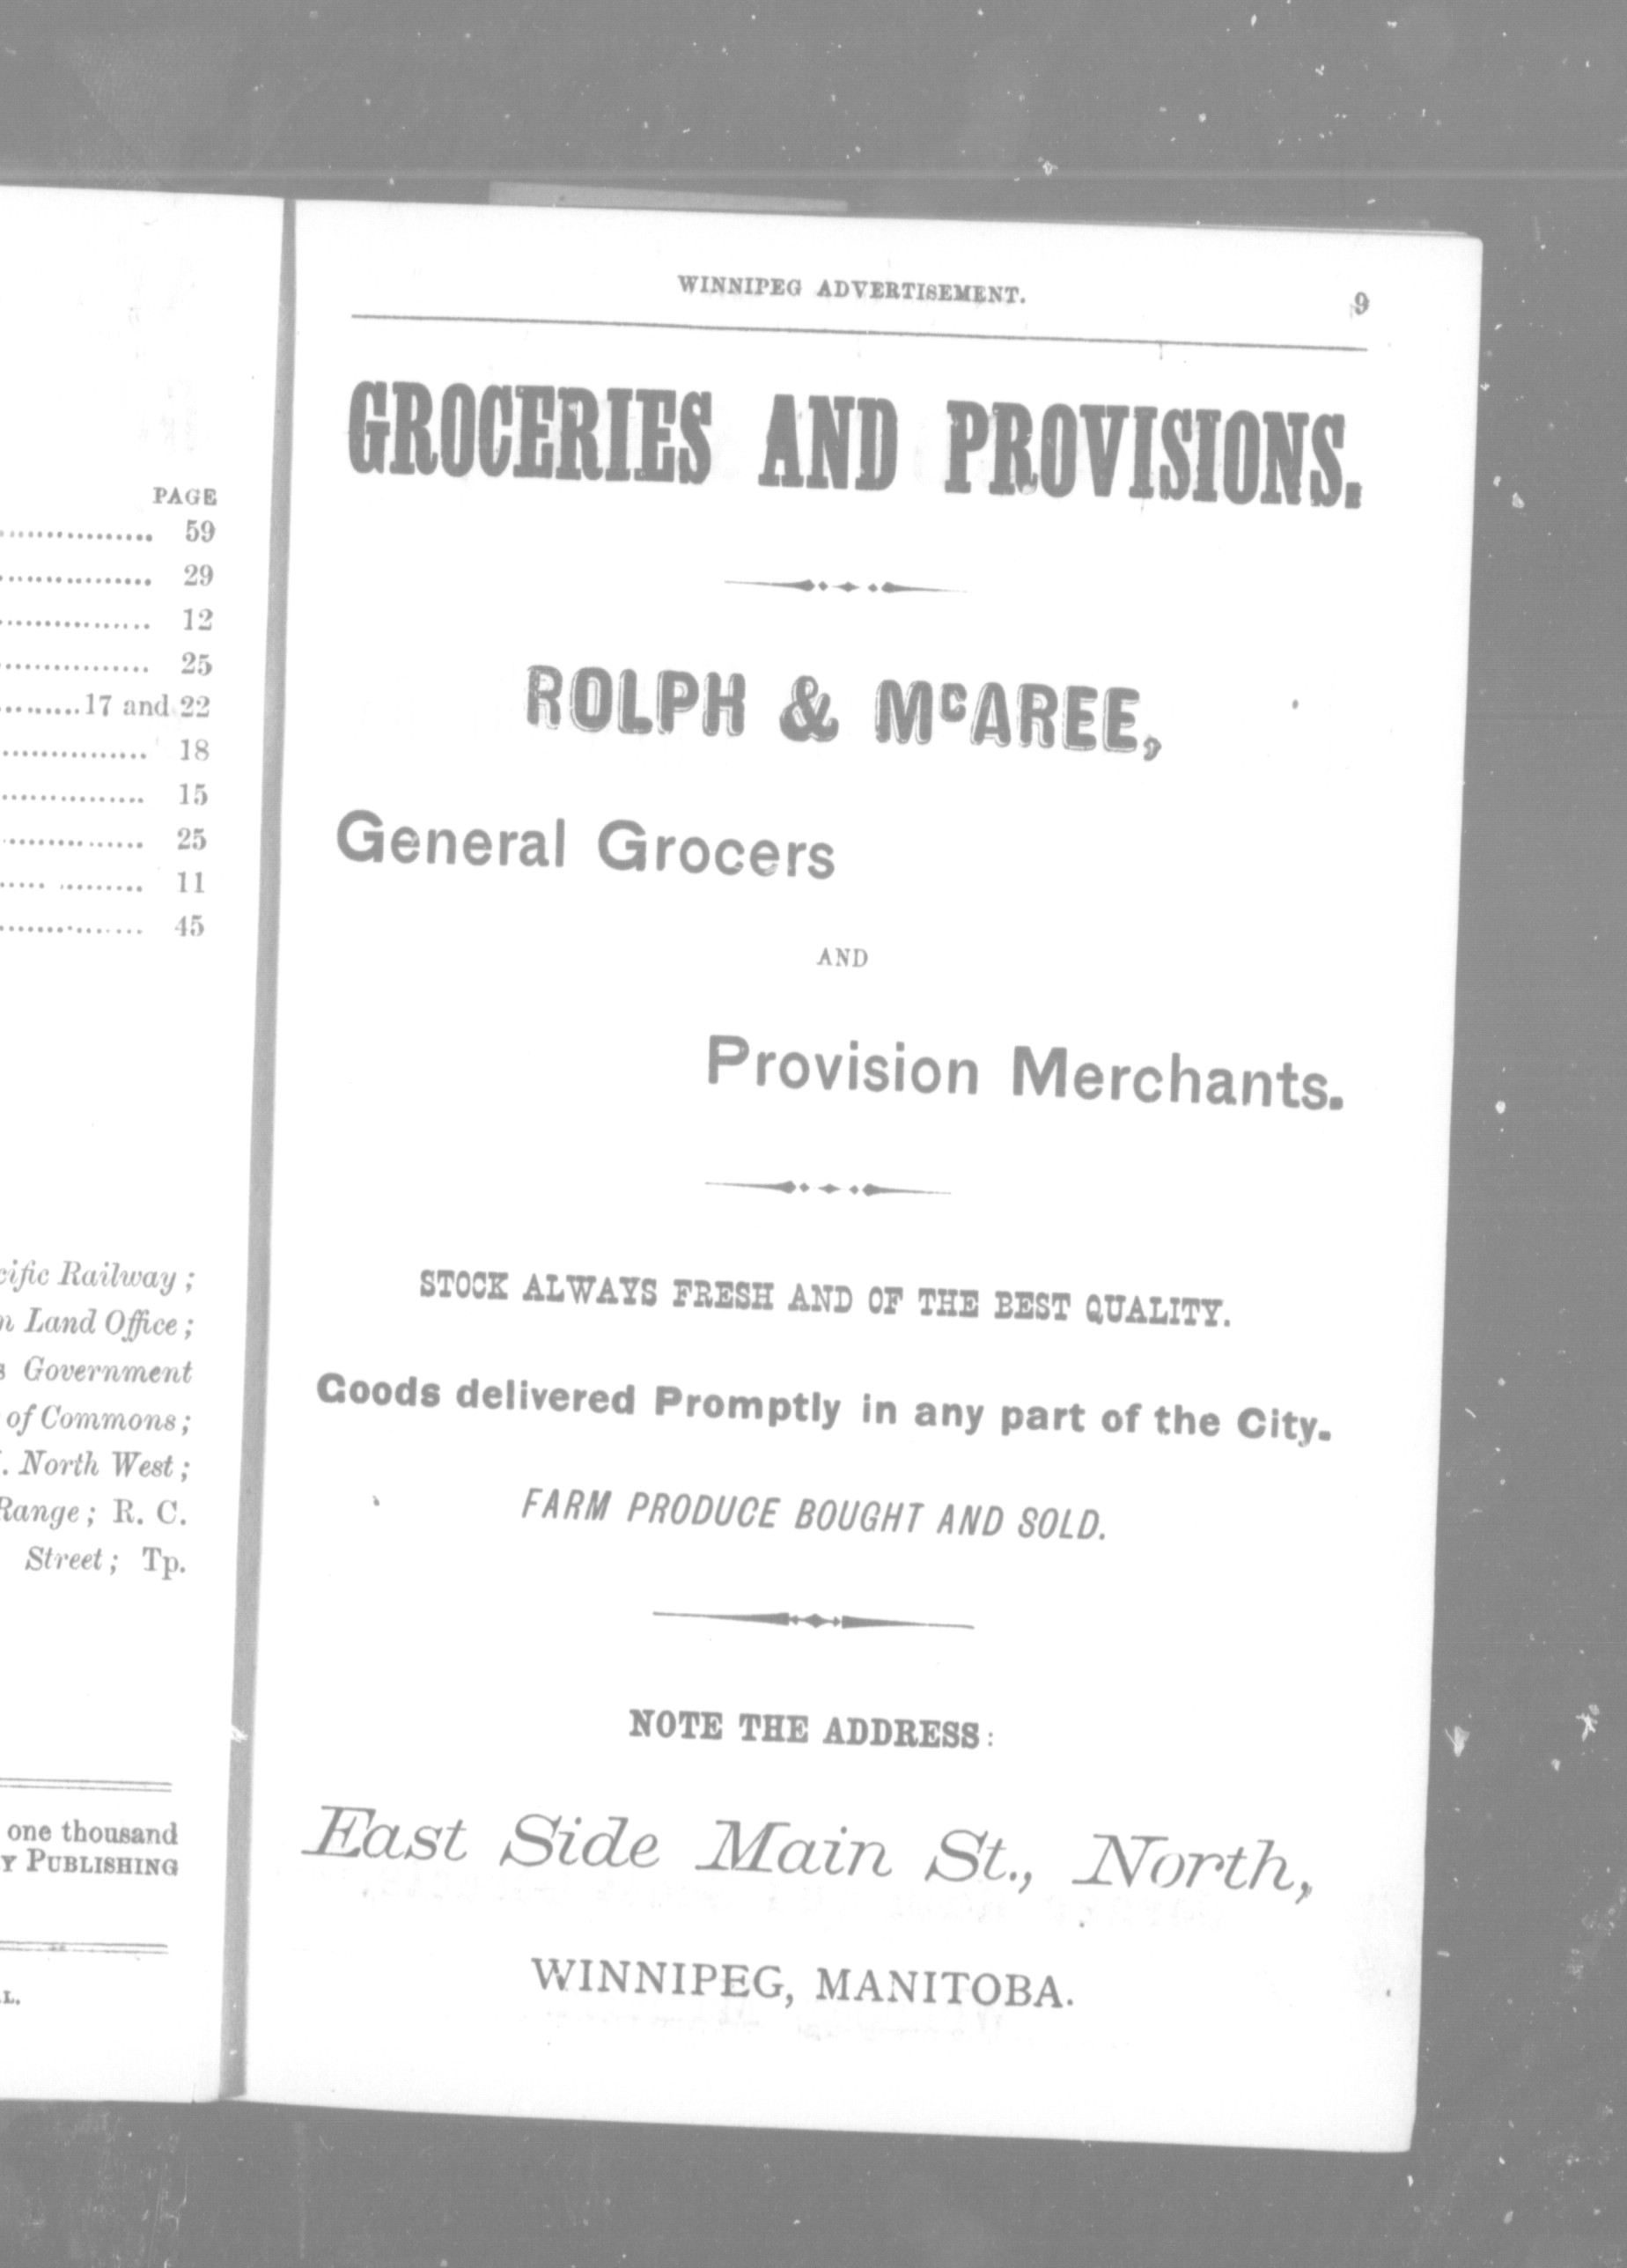 PAGE
............... 59
............... 29
............... 12
............... 25
.........17 and 22
............... 18
............... 15
............... 25
..... ......... 11
............... 45
Railway ;
Land Office ;
Government
of Commons ;
North West ;
Range ; R. C.
Street ; Tp.
one thousand
PUBLISHING
WINNIPEG ADVERTISEMENT. 9
GROCERIES AND PROVISIONS.
ROLPH & McAREE,
General Grocers
AND
Provision Merchants.
STOCK ALWAYS FRESH AND OF THE BEST QUALITY.
Goods delivered Promptly in any part of the City.
FARM PRODUCE BOUGHT AND SOLD.
NOTE THE ADDRESS:
East Side Main St., North,
WINNIPEG, MANITOBA.